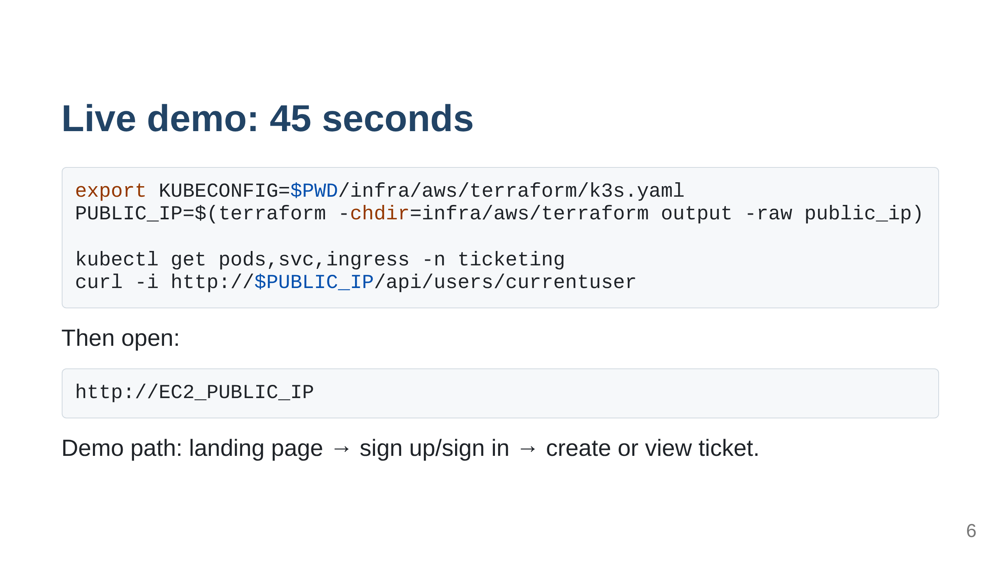 Live demo: 45 seconds
export KUBECONFIG=$PWD/infra/aws/terraform/k3s.yaml
PUBLIC_IP=$(terraform -chdir=infra/aws/terraform output -raw public_ip)
kubectl get pods,svc,ingress -n ticketing
curl -i http://$PUBLIC_IP/api/users/currentuser
Then open:
http://EC2_PUBLIC_IP
Demo path: landing page → sign up/sign in → create or view ticket.
6